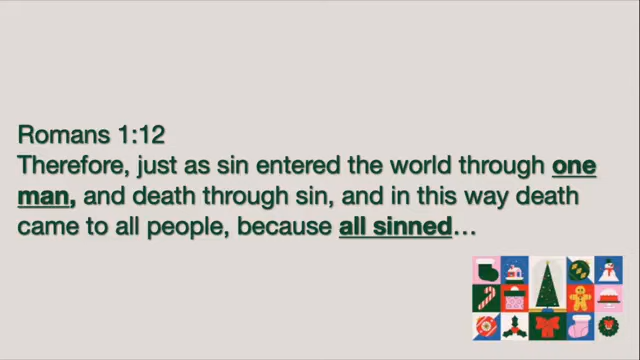 Romans 1:12
Therefore, just as sin entered the world through one
man, and death through sin, and in this way death
came to all people, because all sinned…